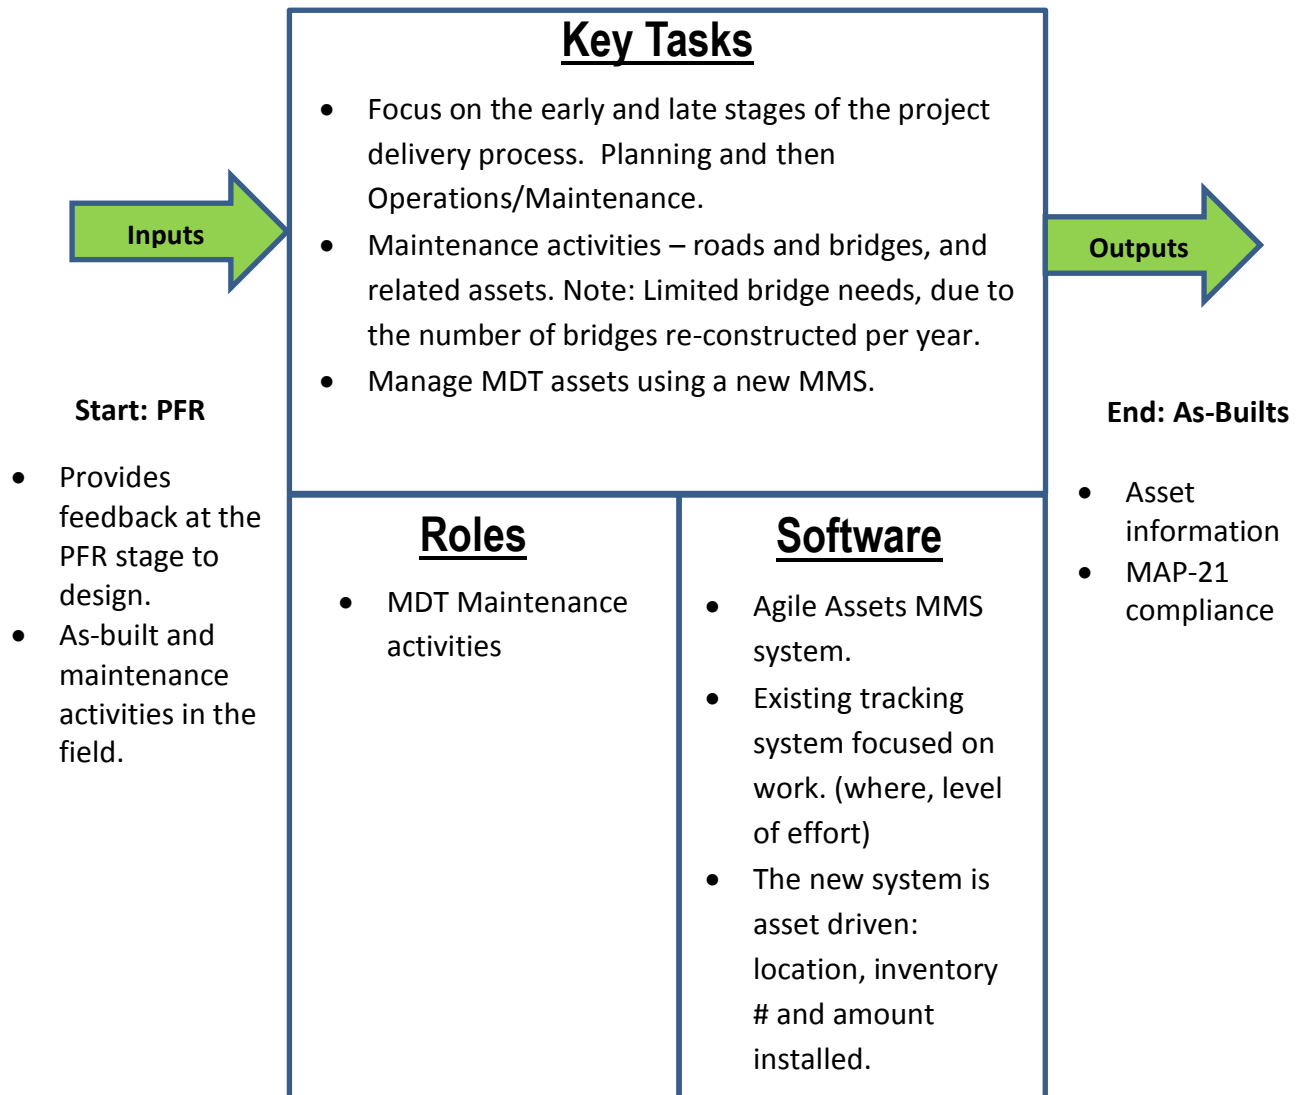 Key Tasks
• Focus on the early and late stages of the project
delivery process.  Planning and then
Operations/Maintenance.
• Maintenance activities – roads and bridges, and
related assets. Note: Limited bridge needs, due to
the number of bridges re-constructed per year.
• Manage MDT assets using a new MMS.
Inputs
Start: PFR
• Provides
feedback at the
PFR stage to
design.
• As-built and
maintenance
activities in the
field.
Roles
• MDT Maintenance
activities
Software
• Agile Assets MMS
system.
• Existing tracking
system focused on
work. (where, level
of effort)
• The new system is
asset driven:
location, inventory
# and amount
installed.
Outputs
End: As-Builts
• Asset
information
• MAP-21
compliance